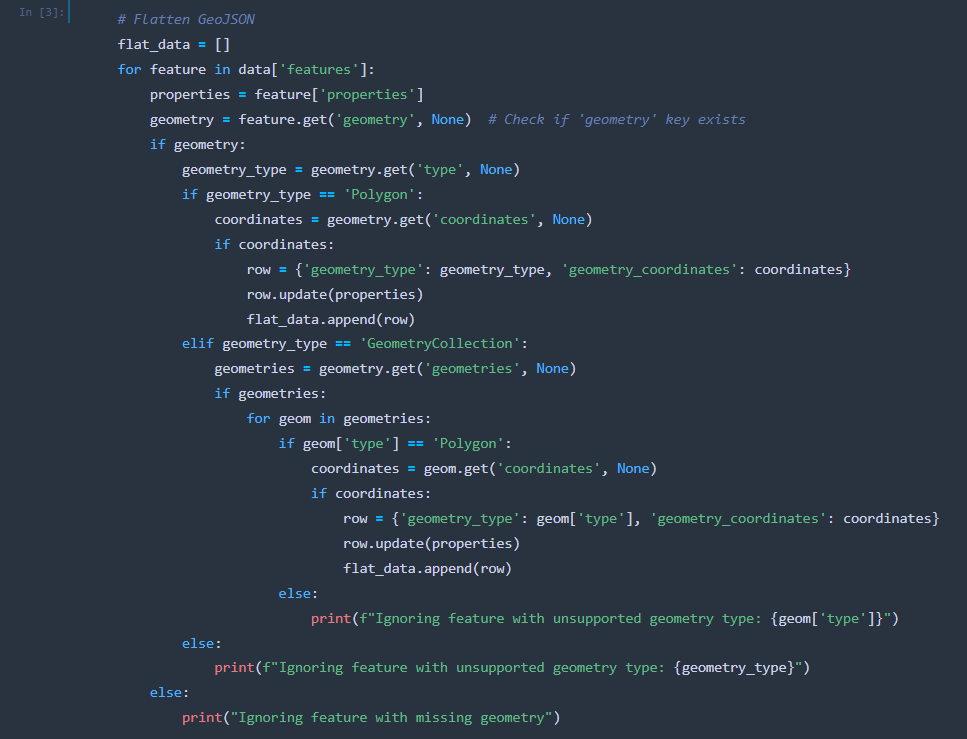 In [3]:
# Flatten GeoJSON
flat_data = []
for feature in data['features']:
    properties = feature['properties']
    geometry = feature.get('geometry', None)  # Check if 'geometry' key exists
    if geometry:
        geometry_type = geometry.get('type', None)
        if geometry_type == 'Polygon':
            coordinates = geometry.get('coordinates', None)
            if coordinates:
                row = {'geometry_type': geometry_type, 'geometry_coordinates': coordinates}
                row.update(properties)
                flat_data.append(row)
        elif geometry_type == 'GeometryCollection':
            geometries = geometry.get('geometries', None)
            if geometries:
                for geom in geometries:
                    if geom['type'] == 'Polygon':
                        coordinates = geom.get('coordinates', None)
                        if coordinates:
                            row = {'geometry_type': geom['type'], 'geometry_coordinates': coordinates}
                            row.update(properties)
                            flat_data.append(row)
                    else:
                        print(f"Ignoring feature with unsupported geometry type: {geom['type']}")
        else:
            print(f"Ignoring feature with unsupported geometry type: {geometry_type}")
    else:
        print("Ignoring feature with missing geometry")